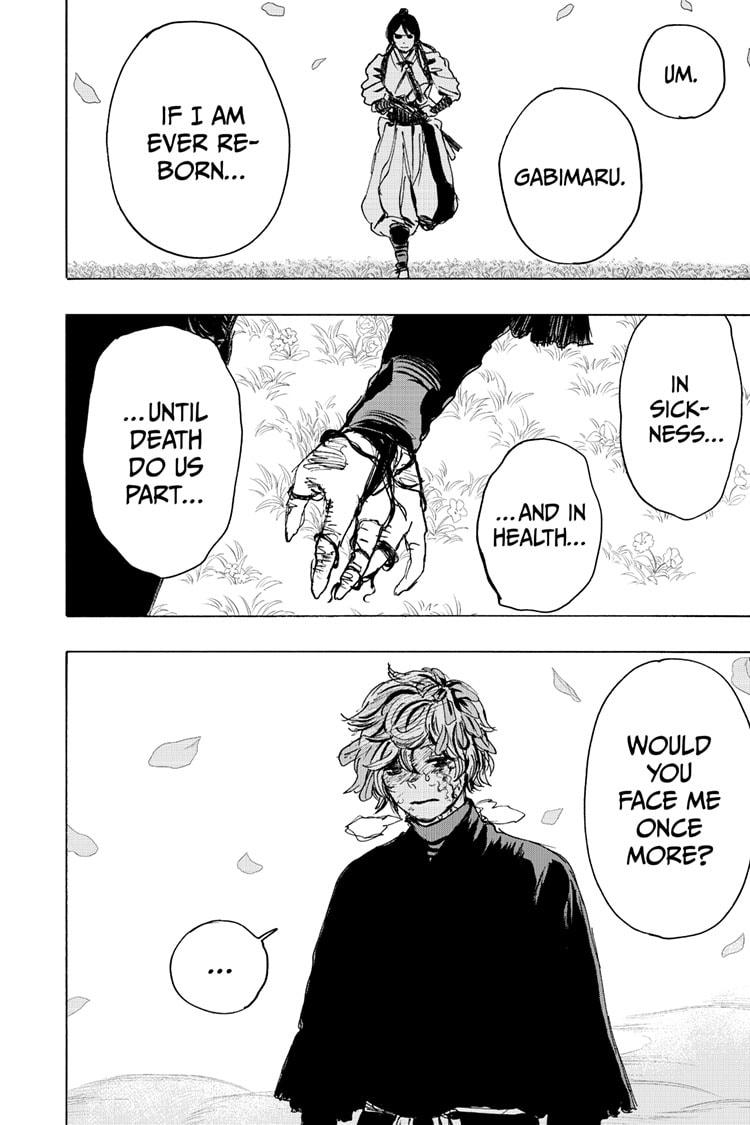 UM.
GABIMARU.
IF I AM
EVER RE-
BORN...
IN
SICK-
NESS...
...AND IN
HEALTH...
...UNTIL
DEATH
DO US
PART...
WOULD
YOU
FACE ME
ONCE
MORE?
...